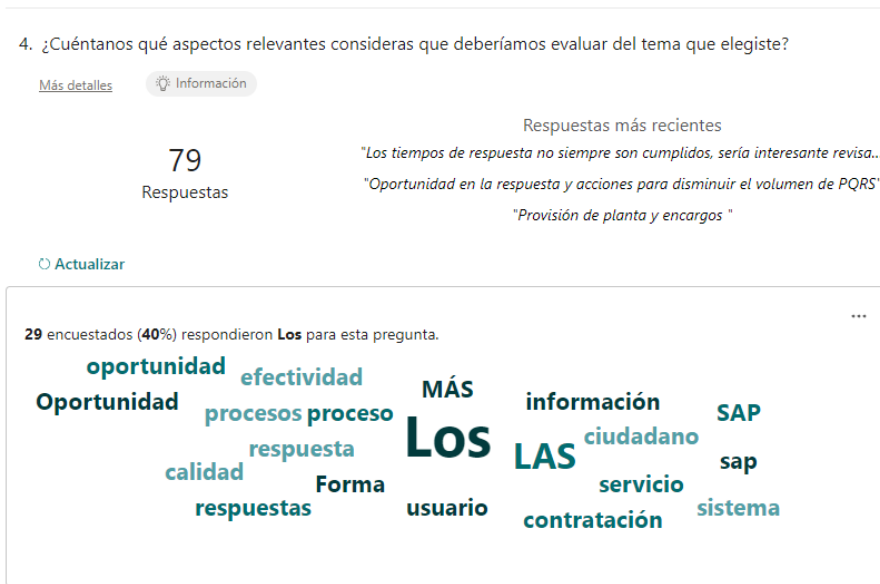 4. ¿Cuéntanos qué aspectos relevantes consideras que deberíamos evaluar del tema que elegiste?
Más detalles
Información
Respuestas más recientes
79
Respuestas
"Los tiempos de respuesta no siempre son cumplidos, sería interesante revisa...
"Oportunidad en la respuesta y acciones para disminuir el volumen de PQRS"
"Provisión de planta y encargos "
Actualizar
...
29 encuestados (40%) respondieron Los para esta pregunta.
oportunidad
efectividad
MÁS
Oportunidad
información
procesos
proceso
SAP
Los
ciudadano
respuesta
LAS
sap
calidad
Forma
servicio
respuestas
usuario
sistema
contratación